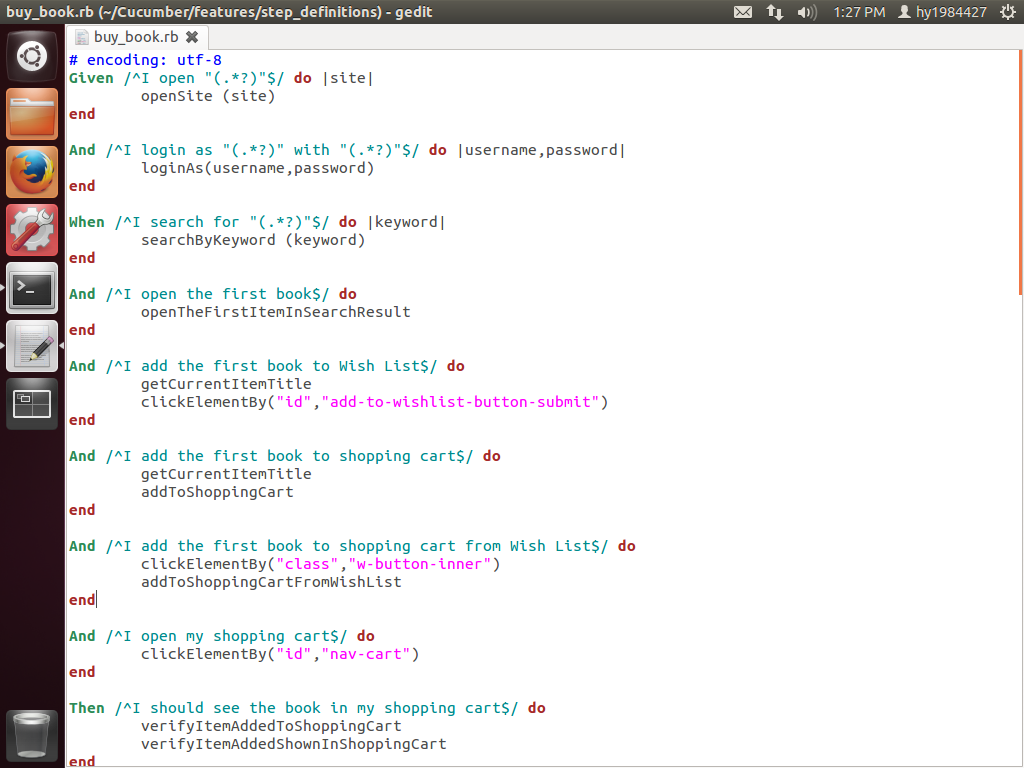 buy_book.rb (~/Cucumber/features/step_definitions) - gedit
1:27 PM hy1984427
buy_book.rb
# encoding: utf-8
Given /^I open "(.*?)"$/ do |site|
        openSite (site)
end

And /^I login as "(.*?)" with "(.*?)"$/ do |username,password|
        loginAs(username,password)
end

When /^I search for "(.*?)"$/ do |keyword|
        searchByKeyword (keyword)
end

And /^I open the first book$/ do
        openTheFirstItemInSearchResult
end

And /^I add the first book to Wish List$/ do
        getCurrentItemTitle
        clickElementBy("id","add-to-wishlist-button-submit")
end

And /^I add the first book to shopping cart$/ do
        getCurrentItemTitle
        addToShoppingCart
end

And /^I add the first book to shopping cart from Wish List$/ do
        clickElementBy("class","w-button-inner")
        addToShoppingCartFromWishList
end

And /^I open my shopping cart$/ do
        clickElementBy("id","nav-cart")
end

Then /^I should see the book in my shopping cart$/ do
        verifyItemAddedToShoppingCart
        verifyItemAddedShownInShoppingCart
end